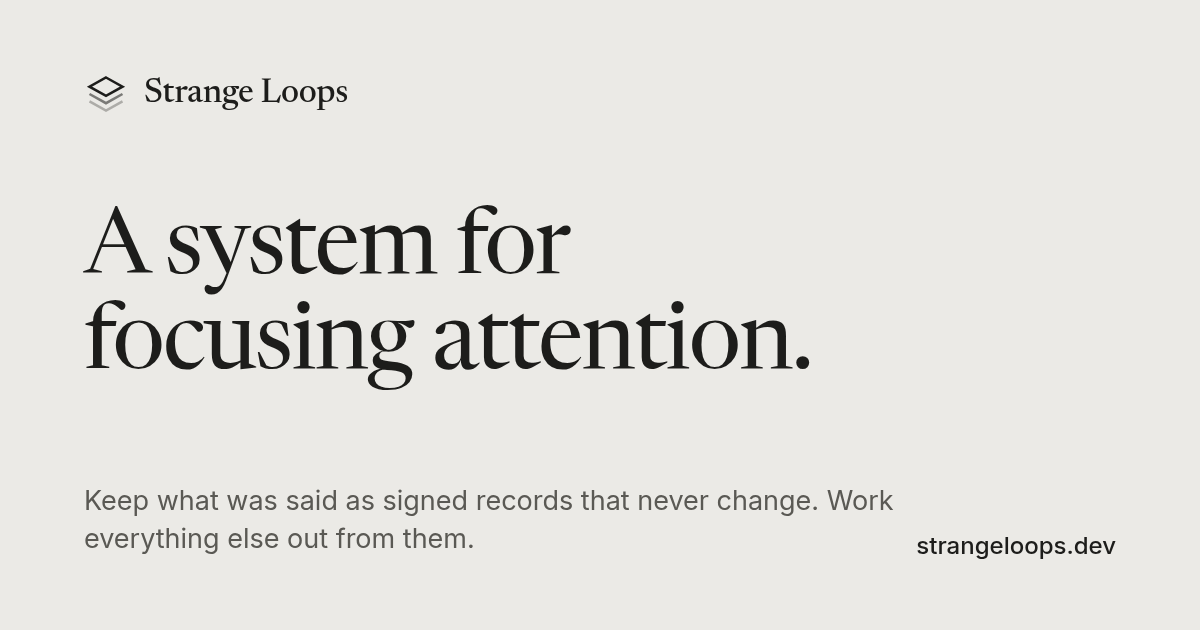 Strange Loops
A system for
focusing attention.
Keep what was said as signed records that never change. Work
everything else out from them.
strangeloops.dev